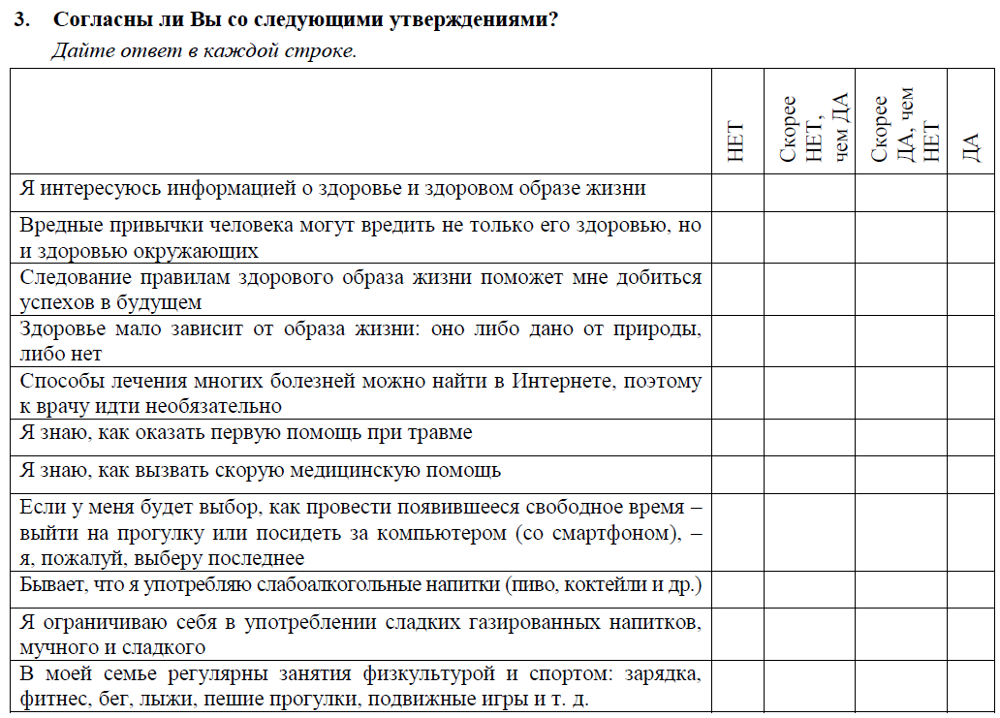 3. Согласны ли Вы со следующими утверждениями?
Дайте ответ в каждой строке.
НЕТ
Скорее
НЕТ,
чем ДА
Скорее
ДА, чем
НЕТ
ДА
Я интересуюсь информацией о здоровье и здоровом образе жизни
Вредные привычки человека могут вредить не только его здоровью, но
и здоровью окружающих
Следование правилам здорового образа жизни поможет мне добиться
успехов в будущем
Здоровье мало зависит от образа жизни: оно либо дано от природы,
либо нет
Способы лечения многих болезней можно найти в Интернете, поэтому
к врачу идти необязательно
Я знаю, как оказать первую помощь при травме
Я знаю, как вызвать скорую медицинскую помощь
Если у меня будет выбор, как провести появившееся свободное время –
выйти на прогулку или посидеть за компьютером (со смартфоном), –
я, пожалуй, выберу последнее
Бывает, что я употребляю слабоалкогольные напитки (пиво, коктейли и др.)
Я ограничиваю себя в употреблении сладких газированных напитков,
мучного и сладкого
В моей семье регулярны занятия физкультурой и спортом: зарядка,
фитнес, бег, лыжи, пешие прогулки, подвижные игры и т. д.